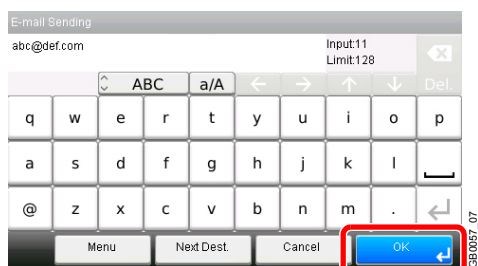 E-mail Sending
abc@def.com
Input:11
Limit:128
ABC a/A Del.
q w e r t y u i o p
a s d f g h j k l
@ z x c v b n m .
Menu Next Dest. Cancel OK
GB0057_07